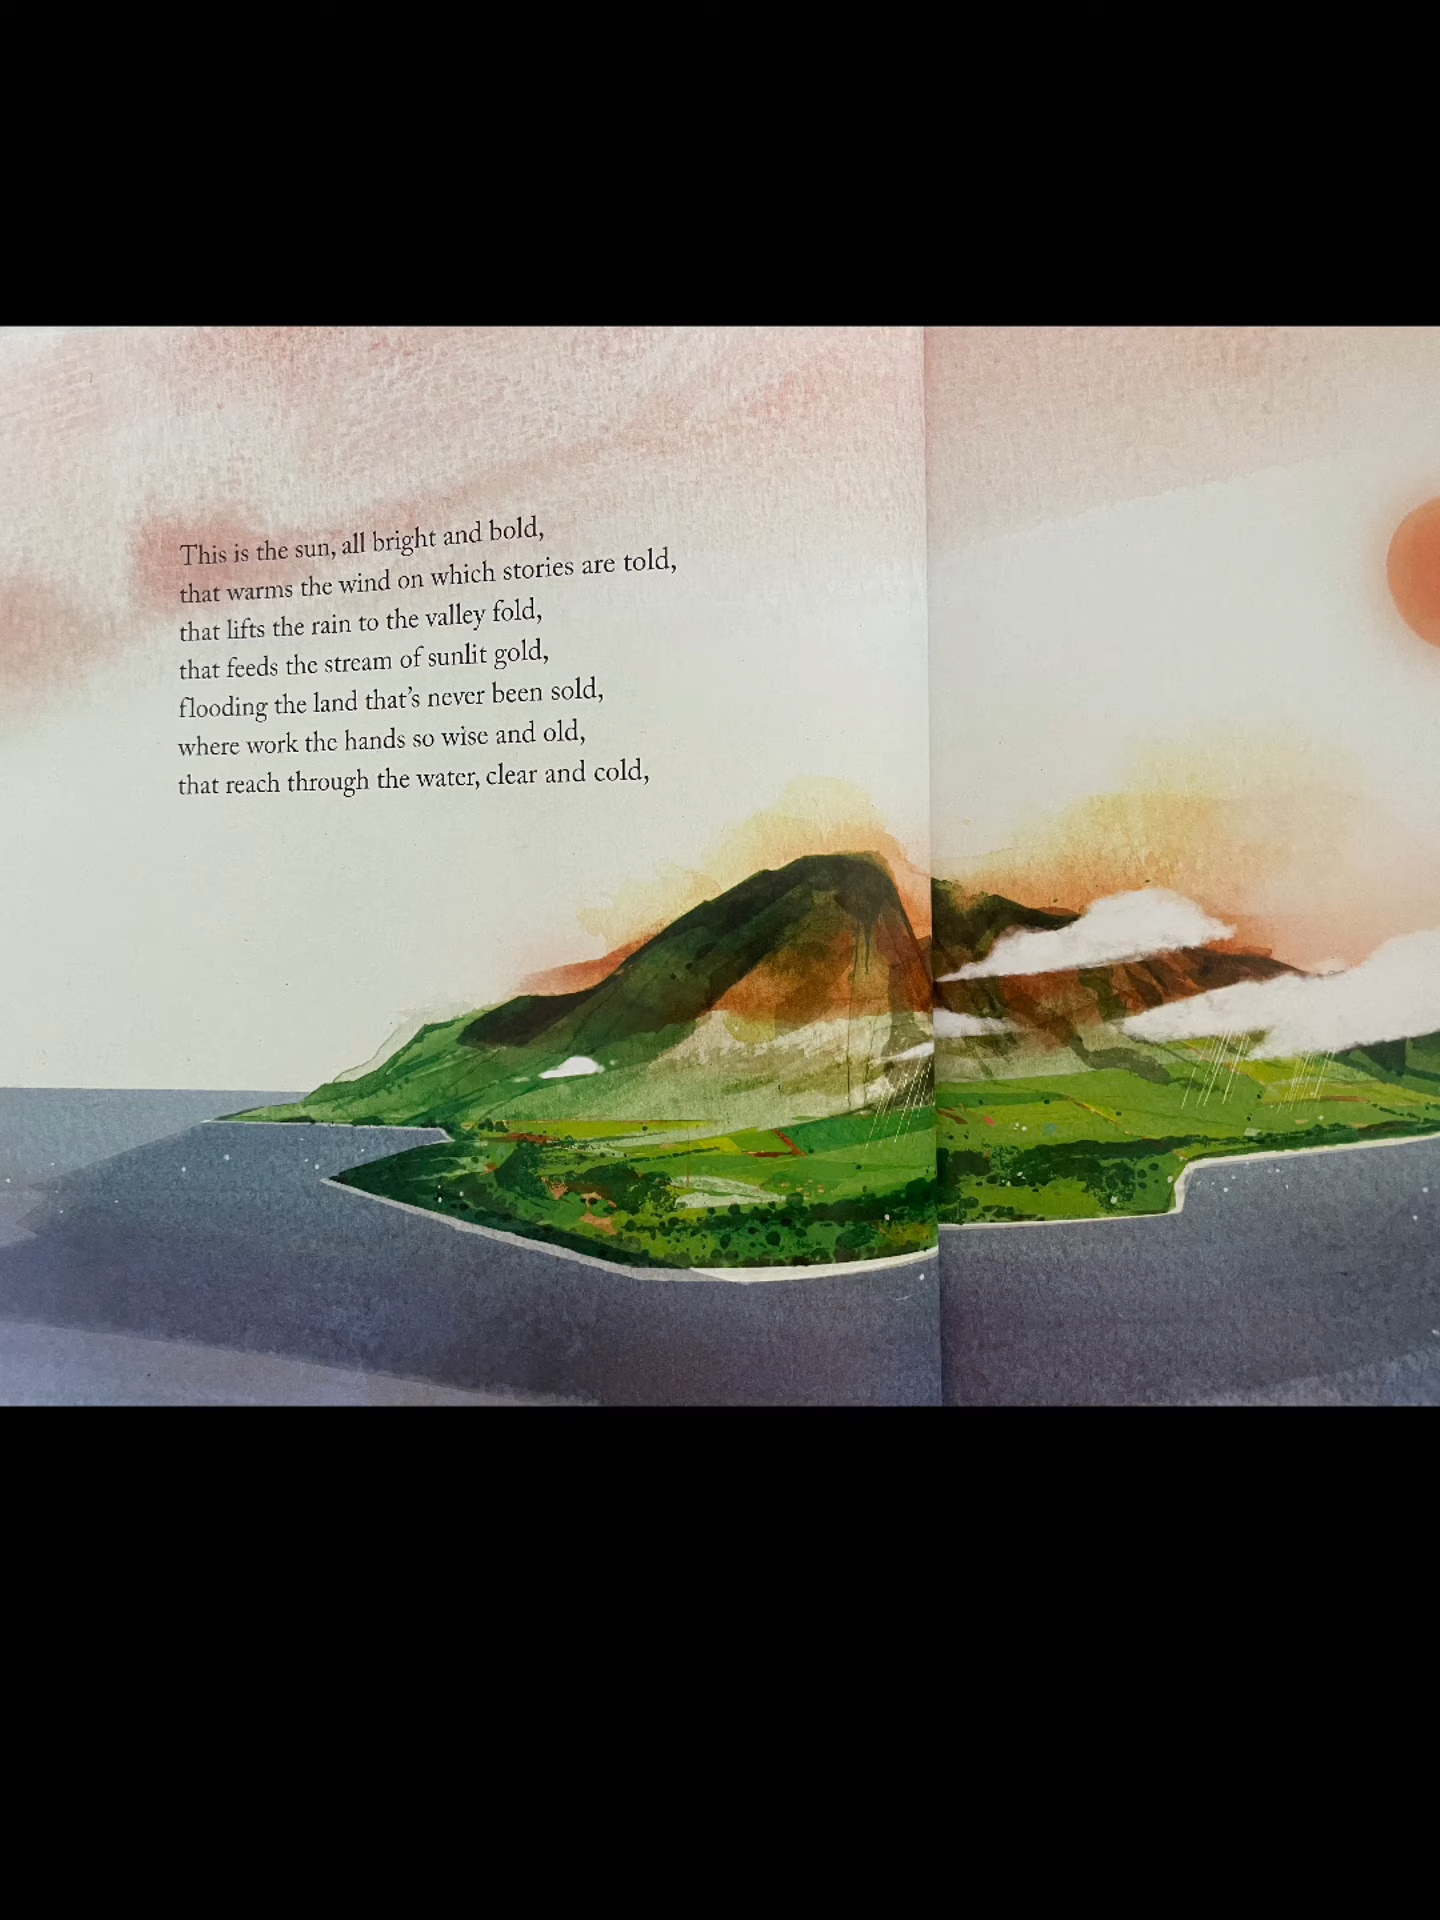 This is the sun, all bright and bold,
that warms the wind on which stories are told,
that lifts the rain to the valley fold,
that feeds the stream of sunlit gold,
flooding the land that’s never been sold,
where work the hands so wise and old,
that reach through the water, clear and cold,